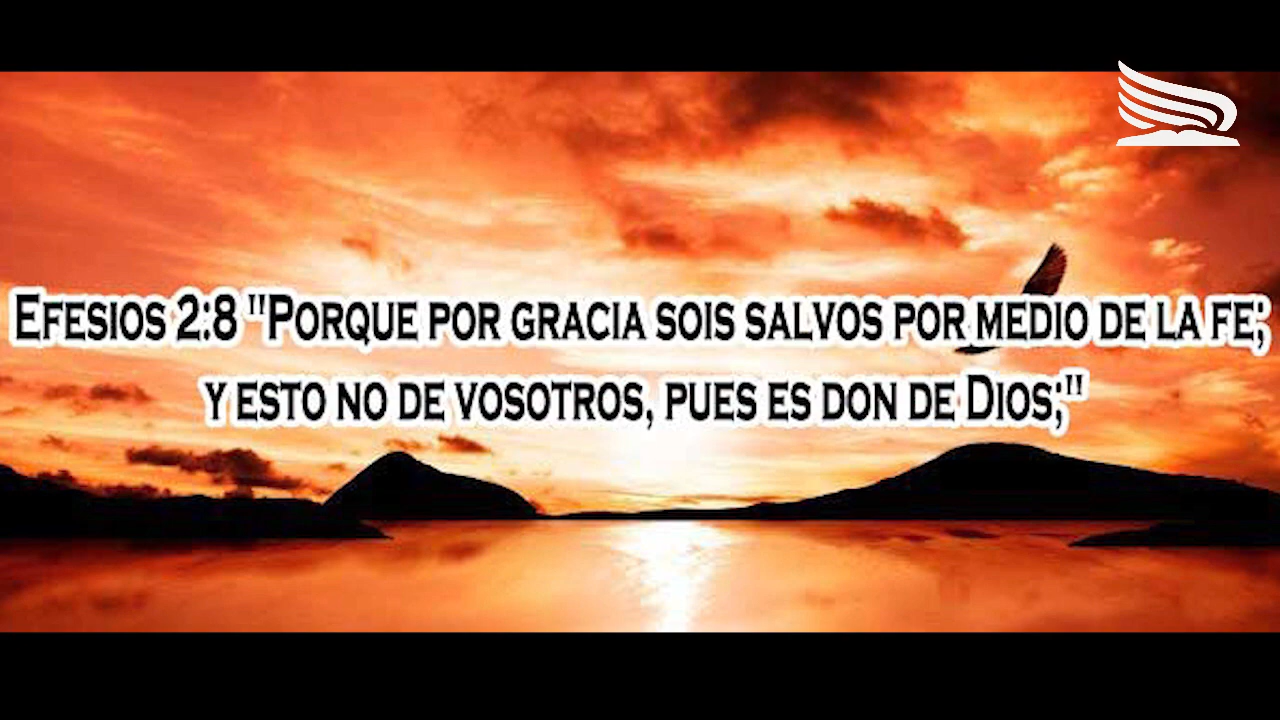 Efesios 2:8 "Porque por gracia sois salvos por medio de la fe;
y esto no de vosotros, pues es don de Dios;"